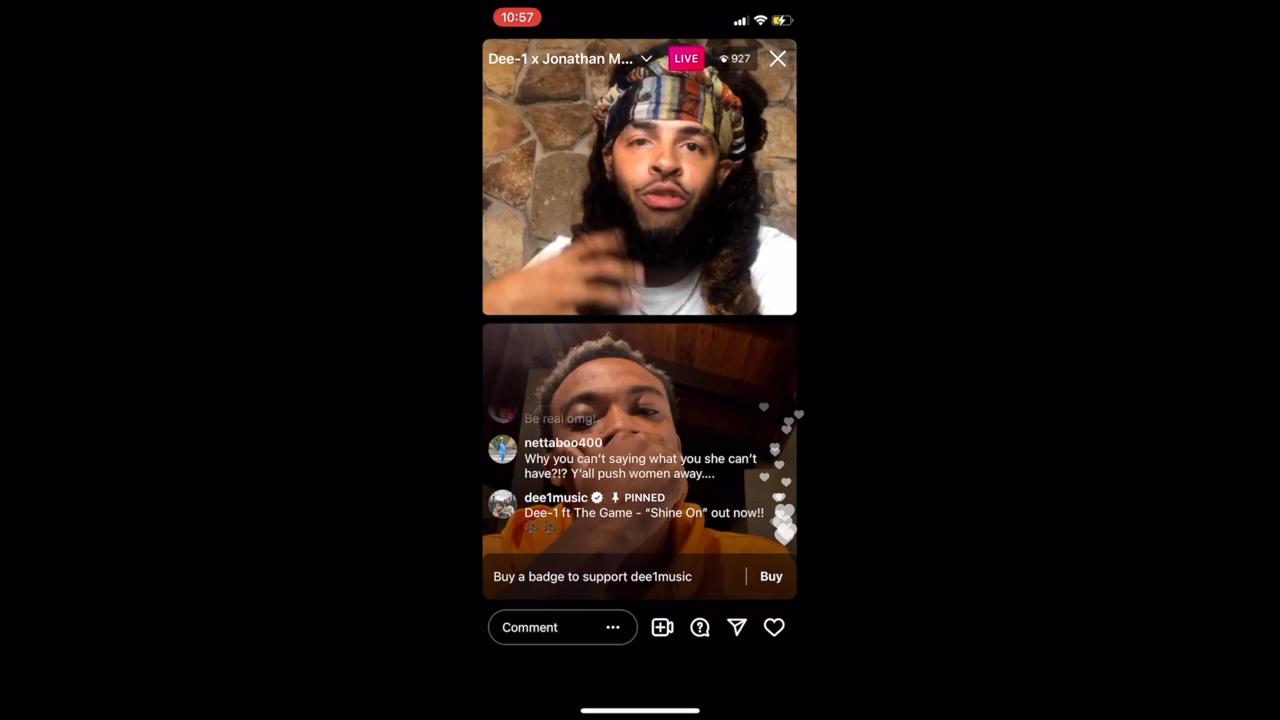 10:57
Dee-1 x Jonathan M...
LIVE
927
Be real omg!
nettaboo400
Why you can't saying what you she can't
have?!? Y'all push women away....
dee1music PINNED
Dee-1 ft The Game - "Shine On" out now!!
Buy a badge to support dee1music
Buy
Comment